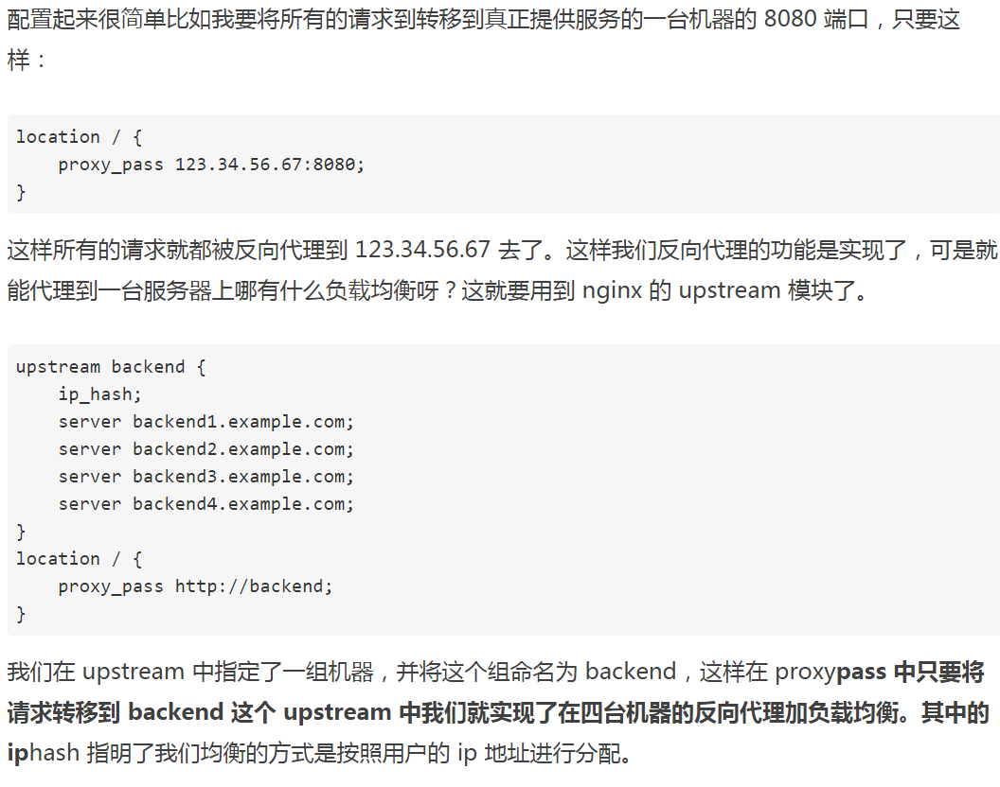 配置起来很简单比如我要将所有的请求到转移到真正提供服务的一台机器的 8080 端口，只要这
样：
location / {
    proxy_pass 123.34.56.67:8080;
}
这样所有的请求就都被反向代理到 123.34.56.67 去了。这样我们反向代理的功能是实现了，可是就
能代理到一台服务器上哪有什么负载均衡呀？这就要用到 nginx 的 upstream 模块了。
upstream backend {
    ip_hash;
    server backend1.example.com;
    server backend2.example.com;
    server backend3.example.com;
    server backend4.example.com;
}
location / {
    proxy_pass http://backend;
}
我们在 upstream 中指定了一组机器，并将这个组命名为 backend，这样在 proxypass 中只要将
请求转移到 backend 这个 upstream 中我们就实现了在四台机器的反向代理加负载均衡。其中的
iphash 指明了我们均衡的方式是按照用户的 ip 地址进行分配。